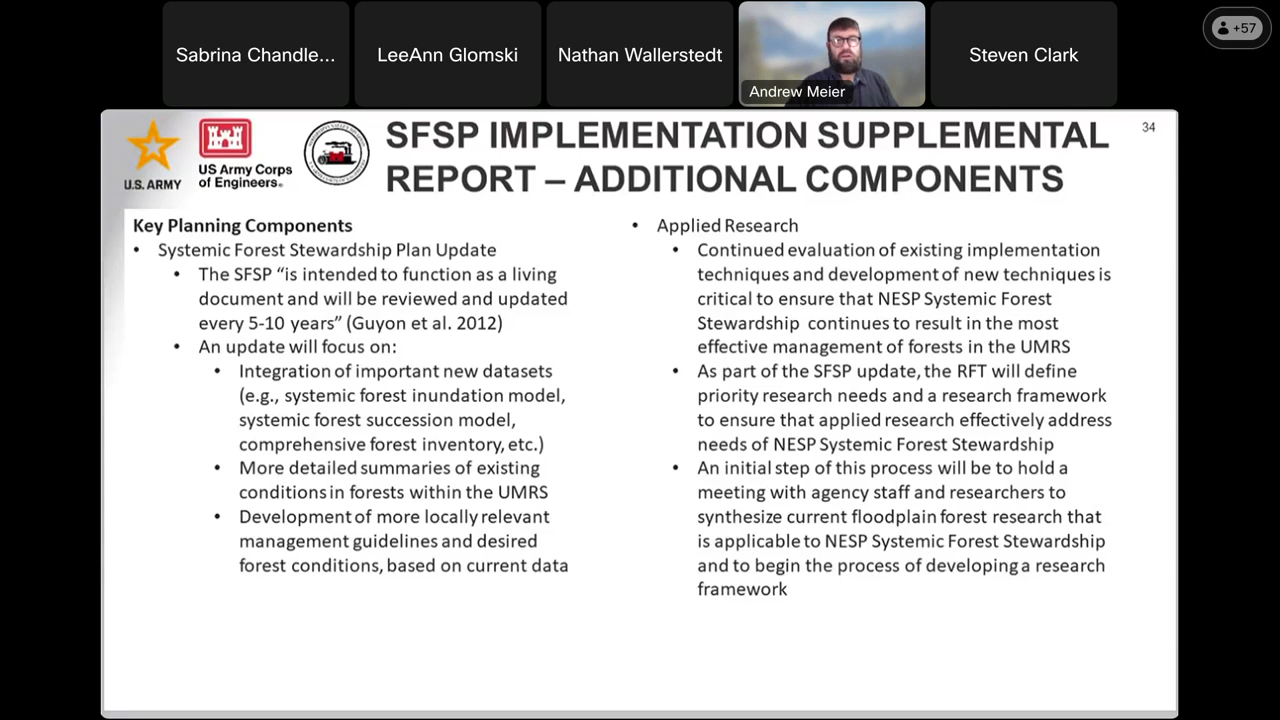 Sabrina Chandle...
LeeAnn Glomski
Nathan Wallerstedt
Andrew Meier
Steven Clark
+57
U.S. ARMY
US Army Corps
of Engineers®
SFSP IMPLEMENTATION SUPPLEMENTAL
REPORT – ADDITIONAL COMPONENTS
34
Key Planning Components
• Systemic Forest Stewardship Plan Update
• The SFSP “is intended to function as a living
document and will be reviewed and updated
every 5-10 years” (Guyon et al. 2012)
• An update will focus on:
• Integration of important new datasets
(e.g., systemic forest inundation model,
systemic forest succession model,
comprehensive forest inventory, etc.)
• More detailed summaries of existing
conditions in forests within the UMRS
• Development of more locally relevant
management guidelines and desired
forest conditions, based on current data
• Applied Research
• Continued evaluation of existing implementation
techniques and development of new techniques is
critical to ensure that NESP Systemic Forest
Stewardship continues to result in the most
effective management of forests in the UMRS
• As part of the SFSP update, the RFT will define
priority research needs and a research framework
to ensure that applied research effectively address
needs of NESP Systemic Forest Stewardship
• An initial step of this process will be to hold a
meeting with agency staff and researchers to
synthesize current floodplain forest research that
is applicable to NESP Systemic Forest Stewardship
and to begin the process of developing a research
framework